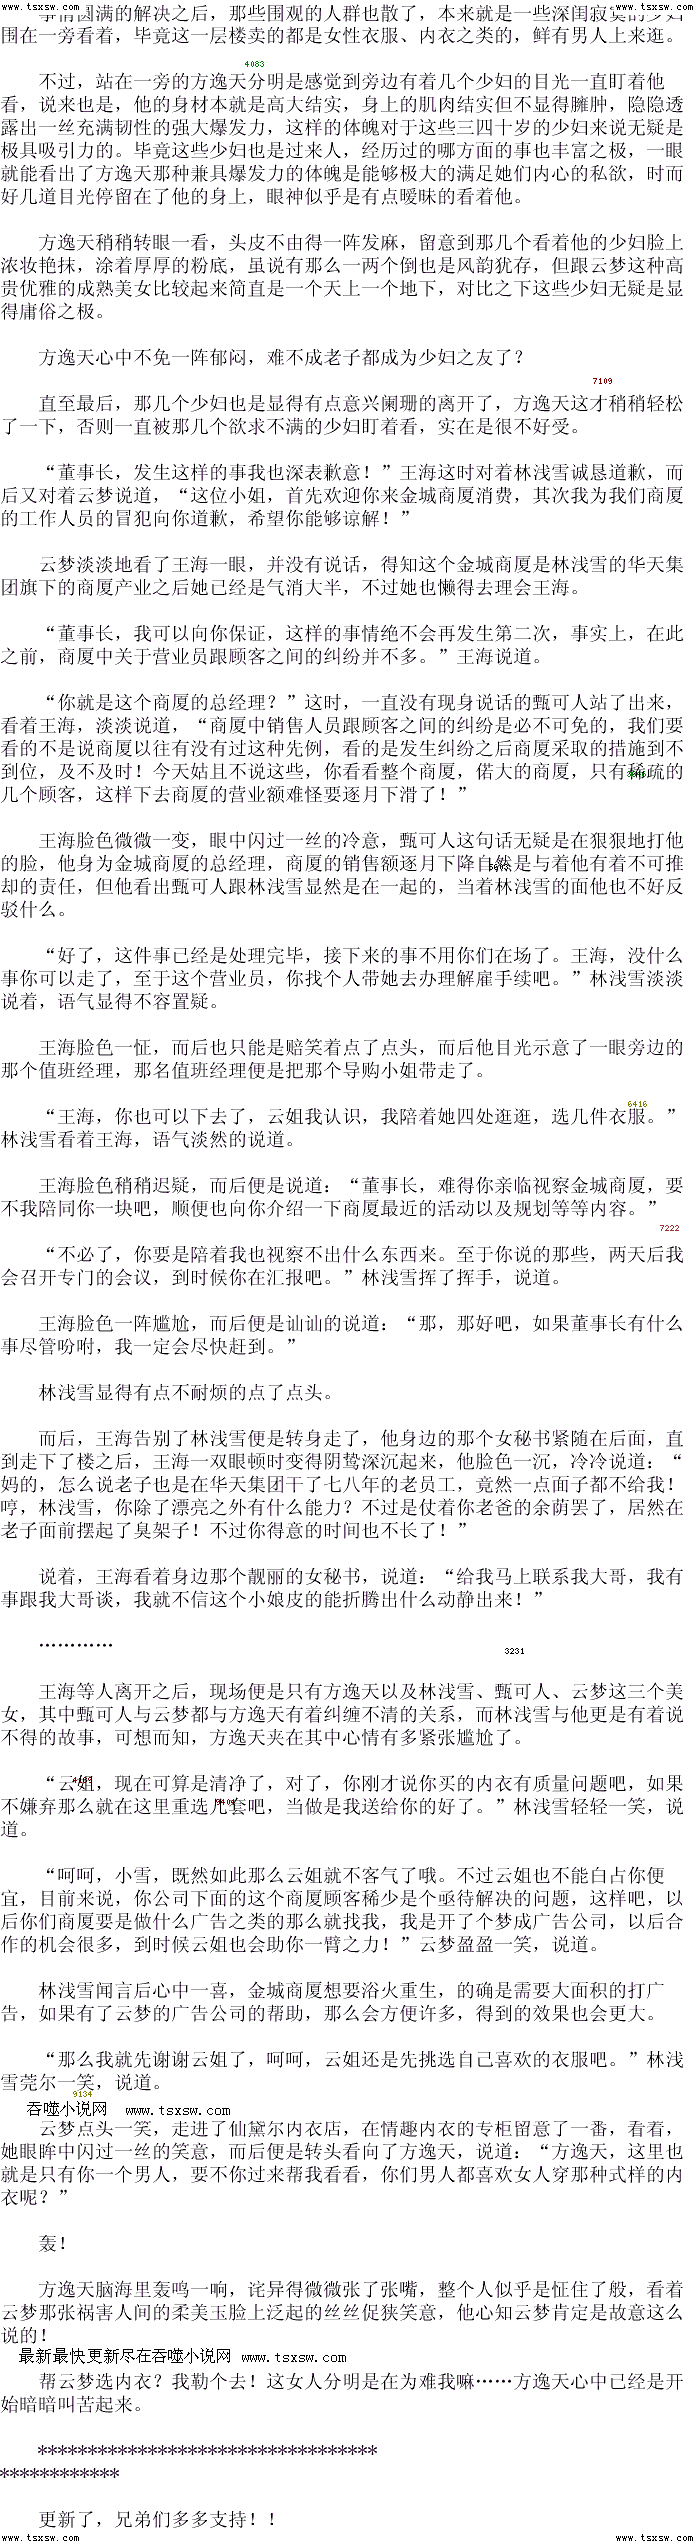 www.tsxsw.com www.tsxsw.com
事情圆满的解决之后，那些围观的人群也散了，本来就是一些深闺寂寞的少妇
围在一旁看着，毕竟这一层楼卖的都是女性衣服、内衣之类的，鲜有男人上来逛。
4083
不过，站在一旁的方逸天分明是感觉到旁边有着几个少妇的目光一直盯着他
看，说来也是，他的身材本就是高大结实，身上的肌肉结实但不显得臃肿，隐隐透
露出一丝充满韧性的强大爆发力，这样的体魄对于这些三四十岁的少妇来说无疑是
极具吸引力的。毕竟这些少妇也是过来人，经历过的哪方面的事也丰富之极，一眼
就能看出了方逸天那种兼具爆发力的体魄是能够极大的满足她们内心的私欲，时而
好几道目光停留在了他的身上，眼神似乎是有点暧昧的看着他。
方逸天稍稍转眼一看，头皮不由得一阵发麻，留意到那几个看着他的少妇脸上
浓妆艳抹，涂着厚厚的粉底，虽说有那么一两个倒也是风韵犹存，但跟云梦这种高
贵优雅的成熟美女比较起来简直是一个天上一个地下，对比之下这些少妇无疑是显
得庸俗之极。
方逸天心中不免一阵郁闷，难不成老子都成为少妇之友了？
7109
直至最后，那几个少妇也是显得有点意兴阑珊的离开了，方逸天这才稍稍轻松
了一下，否则一直被那几个欲求不满的少妇盯着看，实在是很不好受。
“董事长，发生这样的事我也深表歉意！”王海这时对着林浅雪诚恳道歉，而
后又对着云梦说道，“这位小姐，首先欢迎你来金城商厦消费，其次我为我们商厦
的工作人员的冒犯向你道歉，希望你能够谅解！”
云梦淡淡地看了王海一眼，并没有说话，得知这个金城商厦是林浅雪的华天集
团旗下的商厦产业之后她已经是气消大半，不过她也懒得去理会王海。
“董事长，我可以向你保证，这样的事情绝不会再发生第二次，事实上，在此
之前，商厦中关于营业员跟顾客之间的纠纷并不多。”王海说道。
“你就是这个商厦的总经理？”这时，一直没有现身说话的甄可人站了出来，
看着王海，淡淡说道，“商厦中销售人员跟顾客之间的纠纷是必不可免的，我们要
看的不是说商厦以往有没有过这种先例，看的是发生纠纷之后商厦采取的措施到不
到位，及不及时！今天姑且不说这些，你看看整个商厦，偌大的商厦，只有稀疏的
几个顾客，这样下去商厦的营业额难怪要逐月下滑了！”
王海脸色微微一变，眼中闪过一丝的冷意，甄可人这句话无疑是在狠狠地打他
的脸，他身为金城商厦的总经理，商厦的销售额逐月下降自然是与着他有着不可推
却的责任，但他看出甄可人跟林浅雪显然是在一起的，当着林浅雪的面他也不好反
驳什么。
“好了，这件事已经是处理完毕，接下来的事不用你们在场了。王海，没什么
事你可以走了，至于这个营业员，你找个人带她去办理解雇手续吧。”林浅雪淡淡
说着，语气显得不容置疑。
王海脸色一怔，而后也只能是赔笑着点了点头，而后他目光示意了一眼旁边的
那个值班经理，那名值班经理便是把那个导购小姐带走了。
6416
“王海，你也可以下去了，云姐我认识，我陪着她四处逛逛，选几件衣服。”
林浅雪看着王海，语气淡然的说道。
王海脸色稍稍迟疑，而后便是说道：“董事长，难得你亲临视察金城商厦，要
不我陪同你一块吧，顺便也向你介绍一下商厦最近的活动以及规划等等内容。”
7222
“不必了，你要是陪着我也视察不出什么东西来。至于你说的那些，两天后我
会召开专门的会议，到时候你在汇报吧。”林浅雪挥了挥手，说道。
王海脸色一阵尴尬，而后便是讪讪的说道：“那，那好吧，如果董事长有什么
事尽管吩咐，我一定会尽快赶到。”
林浅雪显得有点不耐烦的点了点头。
而后，王海告别了林浅雪便是转身走了，他身边的那个女秘书紧随在后面，直
到走下了楼之后，王海一双眼顿时变得阴鸷深沉起来，他脸色一沉，冷冷说道：“
妈的，怎么说老子也是在华天集团干了七八年的老员工，竟然一点面子都不给我！
哼，林浅雪，你除了漂亮之外有什么能力？不过是仗着你老爸的余荫罢了，居然在
老子面前摆起了臭架子！不过你得意的时间也不长了！”
说着，王海看着身边那个靓丽的女秘书，说道：“给我马上联系我大哥，我有
事跟我大哥谈，我就不信这个小娘皮的能折腾出什么动静出来！”
…………
3231
王海等人离开之后，现场便是只有方逸天以及林浅雪、甄可人、云梦这三个美
女，其中甄可人与云梦都与方逸天有着纠缠不清的关系，而林浅雪与他更是有着说
不得的故事，可想而知，方逸天夹在其中心情有多紧张尴尬了。
“云姐，现在可算是清净了，对了，你刚才说你买的内衣有质量问题吧，如果
不嫌弃那么就在这里重选几套吧，当做是我送给你的好了。”林浅雪轻轻一笑，说
道。
“呵呵，小雪，既然如此那么云姐就不客气了哦。不过云姐也不能白占你便
宜，目前来说，你公司下面的这个商厦顾客稀少是个亟待解决的问题，这样吧，以
后你们商厦要是做什么广告之类的那么就找我，我是开了个梦成广告公司，以后合
作的机会很多，到时候云姐也会助你一臂之力！”云梦盈盈一笑，说道。
林浅雪闻言后心中一喜，金城商厦想要浴火重生，的确是需要大面积的打广
告，如果有了云梦的广告公司的帮助，那么会方便许多，得到的效果也会更大。
“那么我就先谢谢云姐了，呵呵，云姐还是先挑选自己喜欢的衣服吧。”林浅
雪莞尔一笑，说道。
9134
吞噬小说网 www.tsxsw.com
云梦点头一笑，走进了仙黛尔内衣店，在情趣内衣的专柜留意了一番，看着，
她眼眸中闪过一丝的笑意，而后便是转头看向了方逸天，说道：“方逸天，这里也
就是只有你一个男人，要不你过来帮我看看，你们男人都喜欢女人穿那种式样的内
衣呢？”
轰！
方逸天脑海里轰鸣一响，诧异得微微张了张嘴，整个人似乎是怔住了般，看着
云梦那张祸害人间的柔美玉脸上泛起的丝丝促狭笑意，他心知云梦肯定是故意这么
说的！
最新最快更新尽在吞噬小说网 www.tsxsw.com
帮云梦选内衣？我勒个去！这女人分明是在为难我嘛……方逸天心中已经是开
始暗暗叫苦起来。
**********************************
************
更新了，兄弟们多多支持！！
www.tsxsw.com www.tsxsw.com